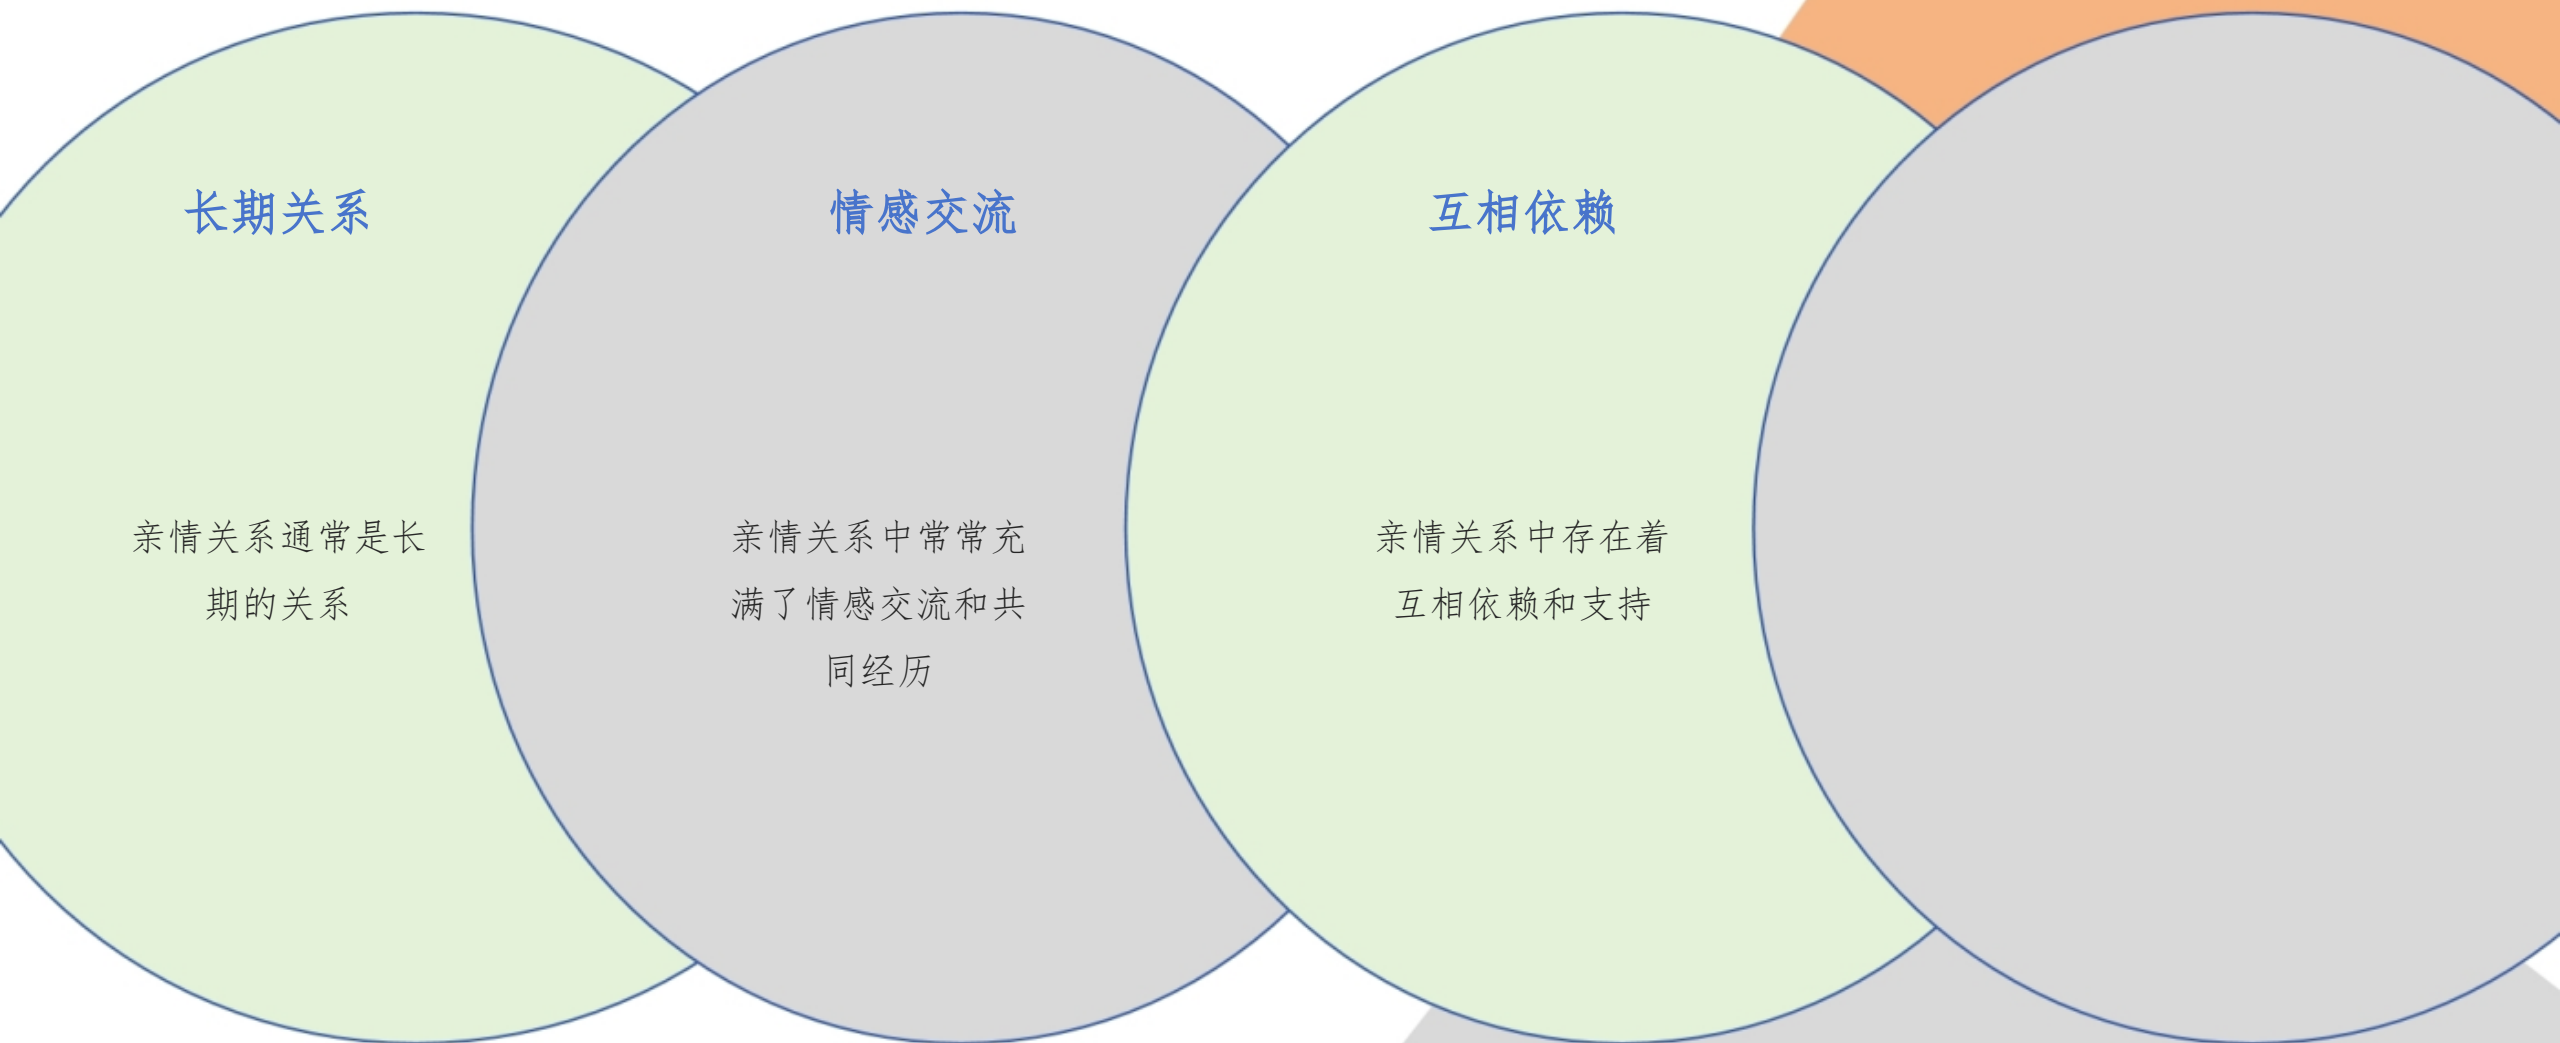 长期关系
亲情关系通常是长
期的关系
情感交流
亲情关系中常常充
满了情感交流和共
同经历
互相依赖
亲情关系中存在着
互相依赖和支持